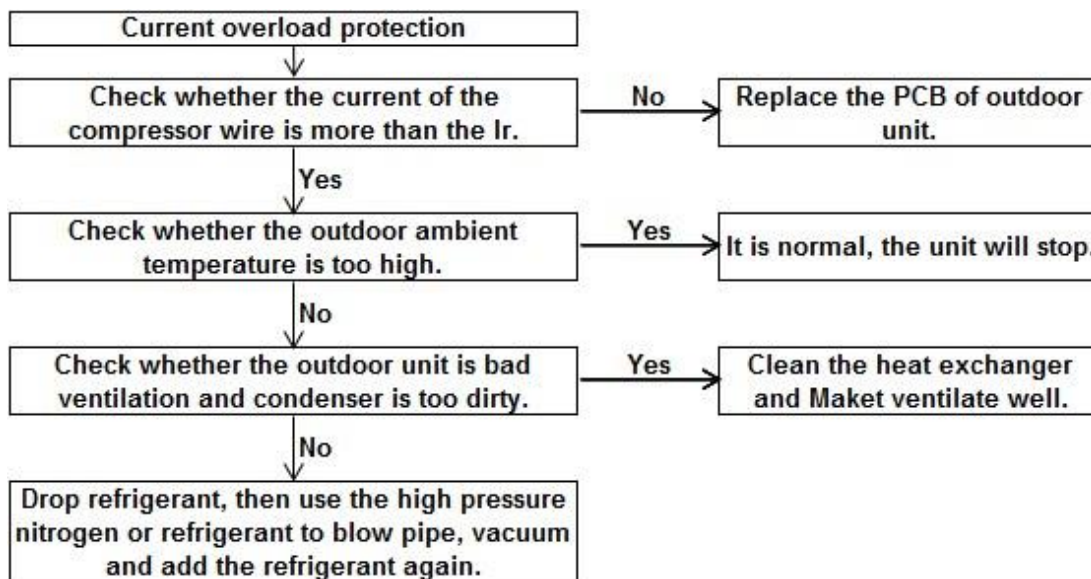 Current overload protection
Check whether the current of the
compressor wire is more than the Ir.
No
Replace the PCB of outdoor
unit.
Yes
Check whether the outdoor ambient
temperature is too high.
Yes
It is normal, the unit will stop.
No
Check whether the outdoor unit is bad
ventilation and condenser is too dirty.
Yes
Clean the heat exchanger
and Maket ventilate well.
No
Drop refrigerant, then use the high pressure
nitrogen or refrigerant to blow pipe, vacuum
and add the refrigerant again.